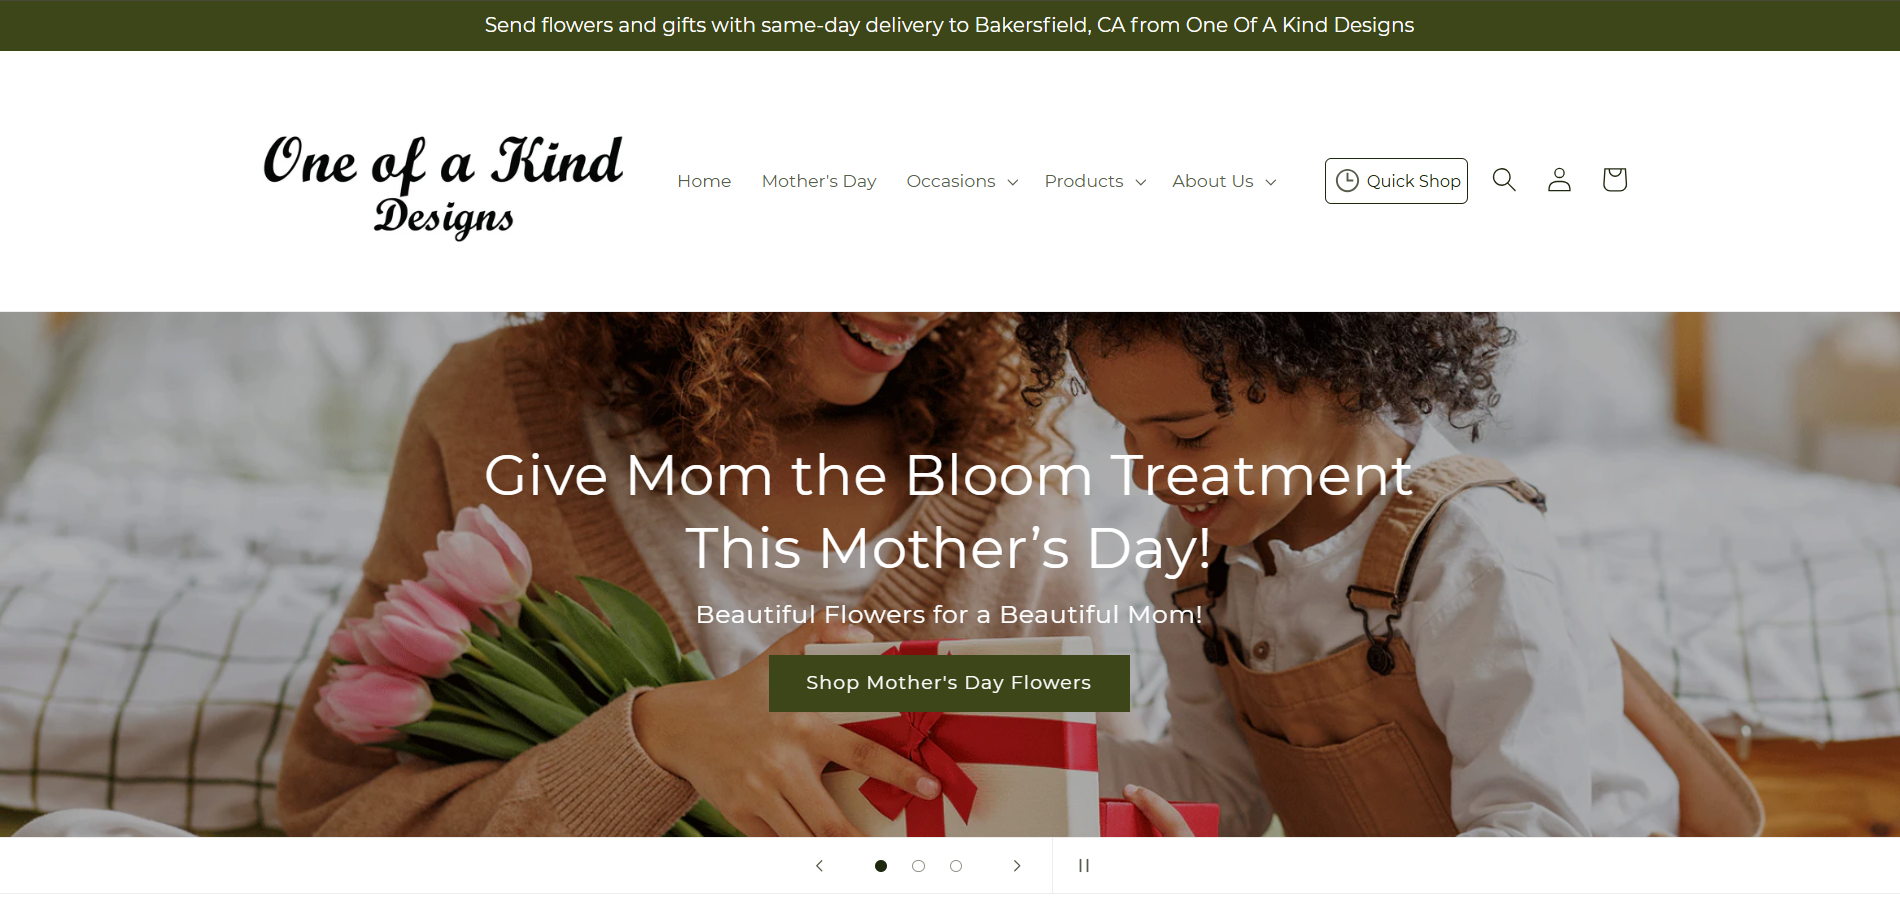 Send flowers and gifts with same-day delivery to Bakersfield, CA from One Of A Kind Designs
One of a Kind
Designs
Home Mother's Day Occasions Products About Us Quick Shop
Give Mom the Bloom Treatment
This Mother’s Day!
Beautiful Flowers for a Beautiful Mom!
Shop Mother's Day Flowers